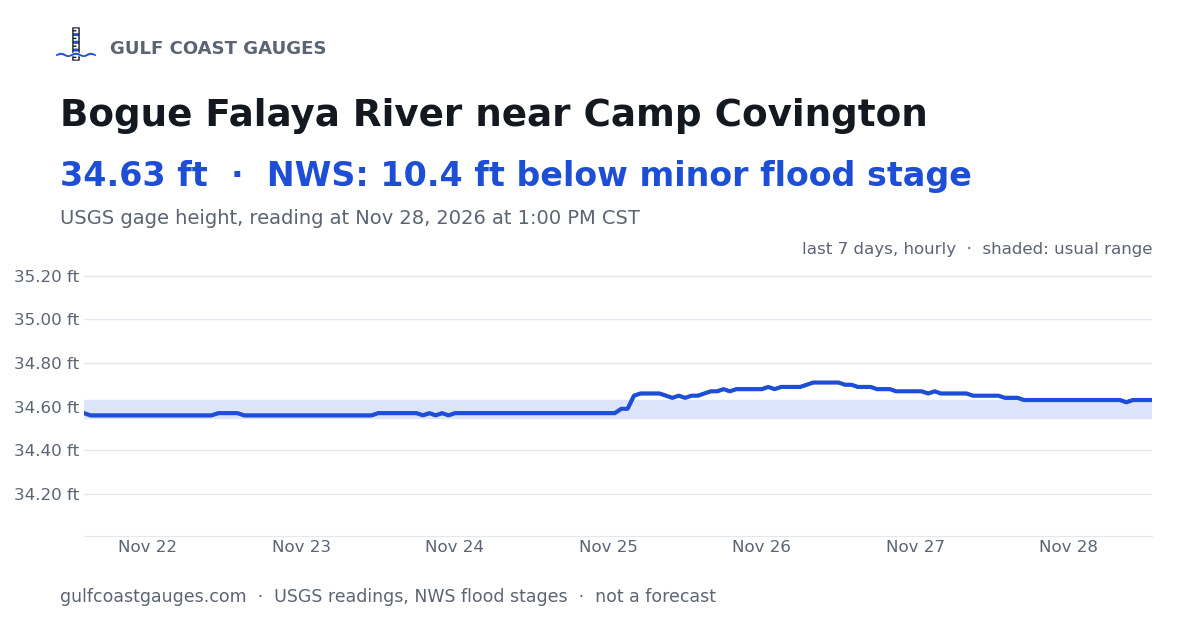 GULF COAST GAUGES
Bogue Falaya River near Camp Covington
34.63 ft · NWS: 10.4 ft below minor flood stage
USGS gage height, reading at Nov 28, 2026 at 1:00 PM CST
last 7 days, hourly · shaded: usual range
35.20 ft
35.00 ft
34.80 ft
34.60 ft
34.40 ft
34.20 ft
Nov 22 Nov 23 Nov 24 Nov 25 Nov 26 Nov 27 Nov 28
gulfcoastgauges.com · USGS readings, NWS flood stages · not a forecast